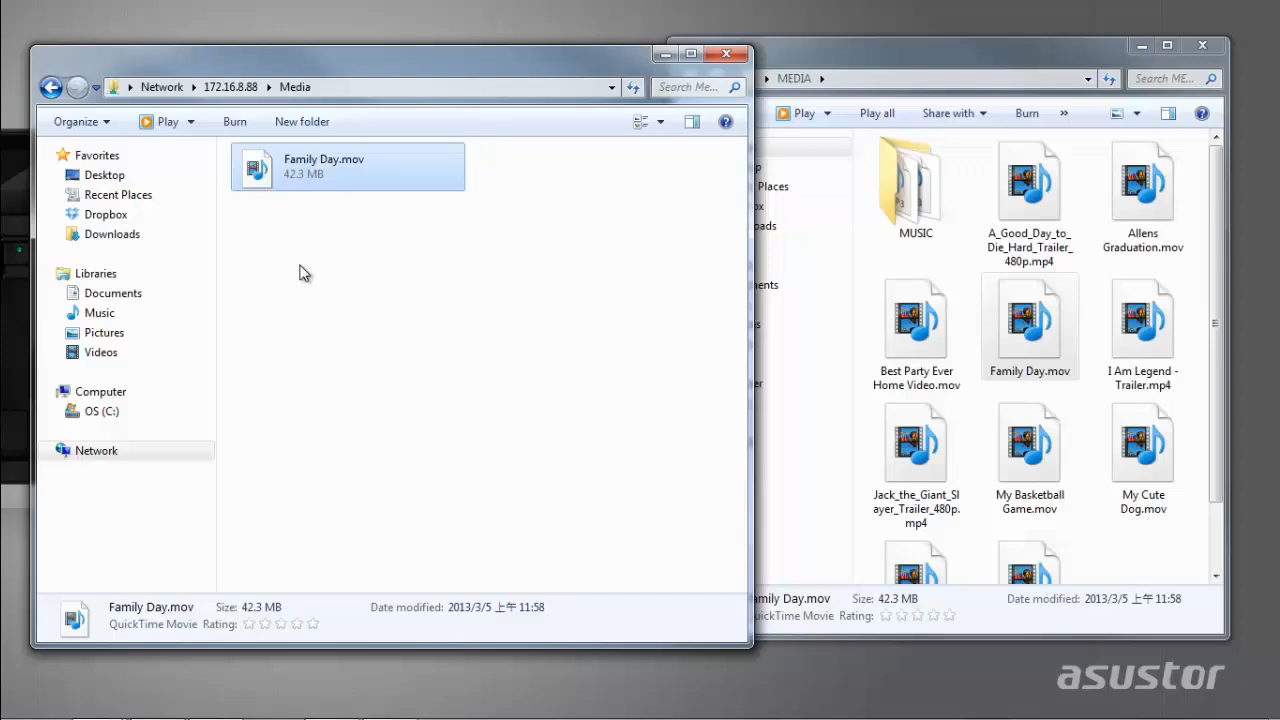 Network
172.16.8.88
Media
Search Me...
Organize
Play
Burn
New folder
Favorites
Desktop
Recent Places
Dropbox
Downloads
Libraries
Documents
Music
Pictures
Videos
Computer
OS (C:)
Network
Family Day.mov
42.3 MB
Family Day.mov
Size: 42.3 MB
Date modified: 2013/3/5 上午 11:58
QuickTime Movie
Rating:
MEDIA
Search ME...
Play
Play all
Share with
Burn
»
Places
MUSIC
A_Good_Day_to_
Die_Hard_Trailer_
480p.mp4
Allens
Graduation.mov
Best Party Ever
Home Video.mov
Family Day.mov
I Am Legend -
Trailer.mp4
Jack_the_Giant_Sl
ayer_Trailer_480p.
mp4
My Basketball
Game.mov
My Cute
Dog.mov
amily Day.mov
Size: 42.3 MB
Date modified: 2013/3/5 上午 11:58
uickTime Movie
Rating:
asustor